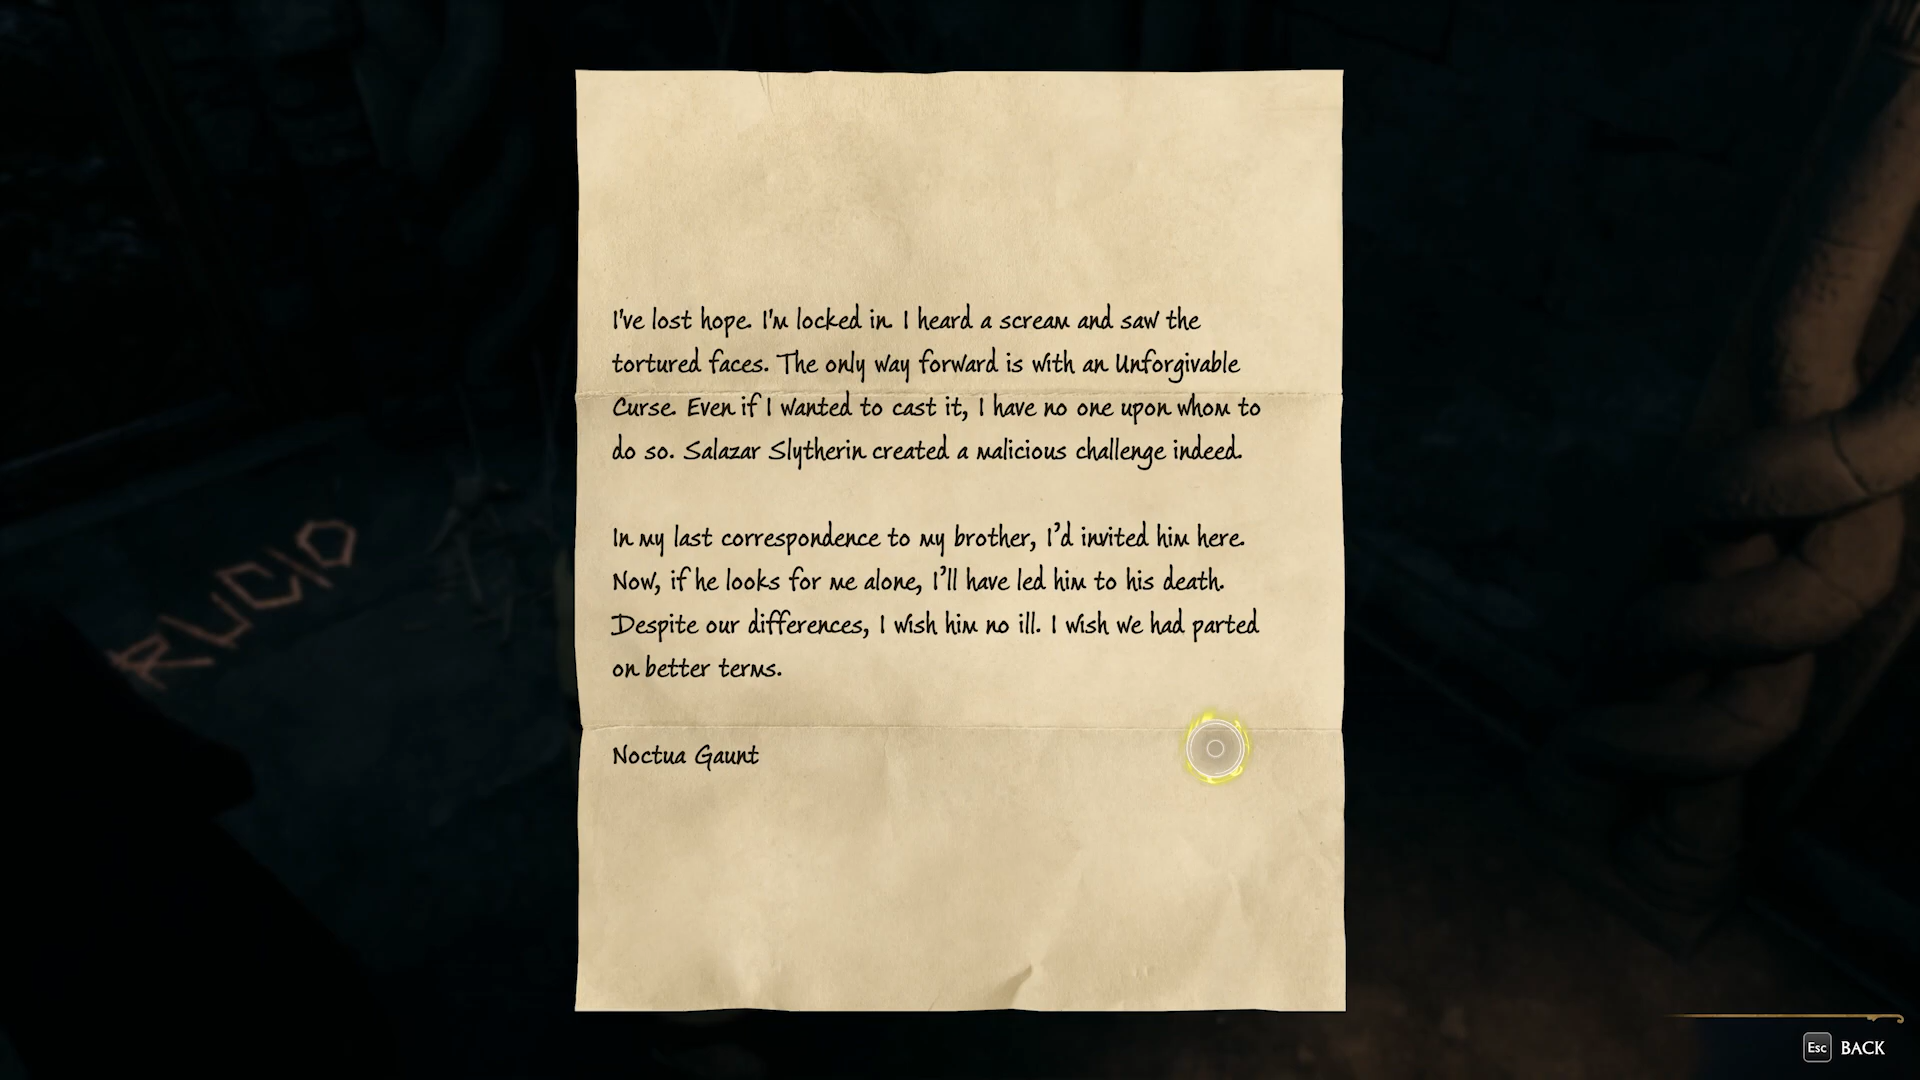 I've lost hope. I'm locked in. I heard a scream and saw the
tortured faces. The only way forward is with an Unforgivable
Curse. Even if I wanted to cast it, I have no one upon whom to
do so. Salazar Slytherin created a malicious challenge indeed.
In my last correspondence to my brother, I'd invited him here.
Now, if he looks for me alone, I'll have led him to his death.
Despite our differences, I wish him no ill. I wish we had parted
on better terms.
Noctua Gaunt
RUCIO
Esc BACK